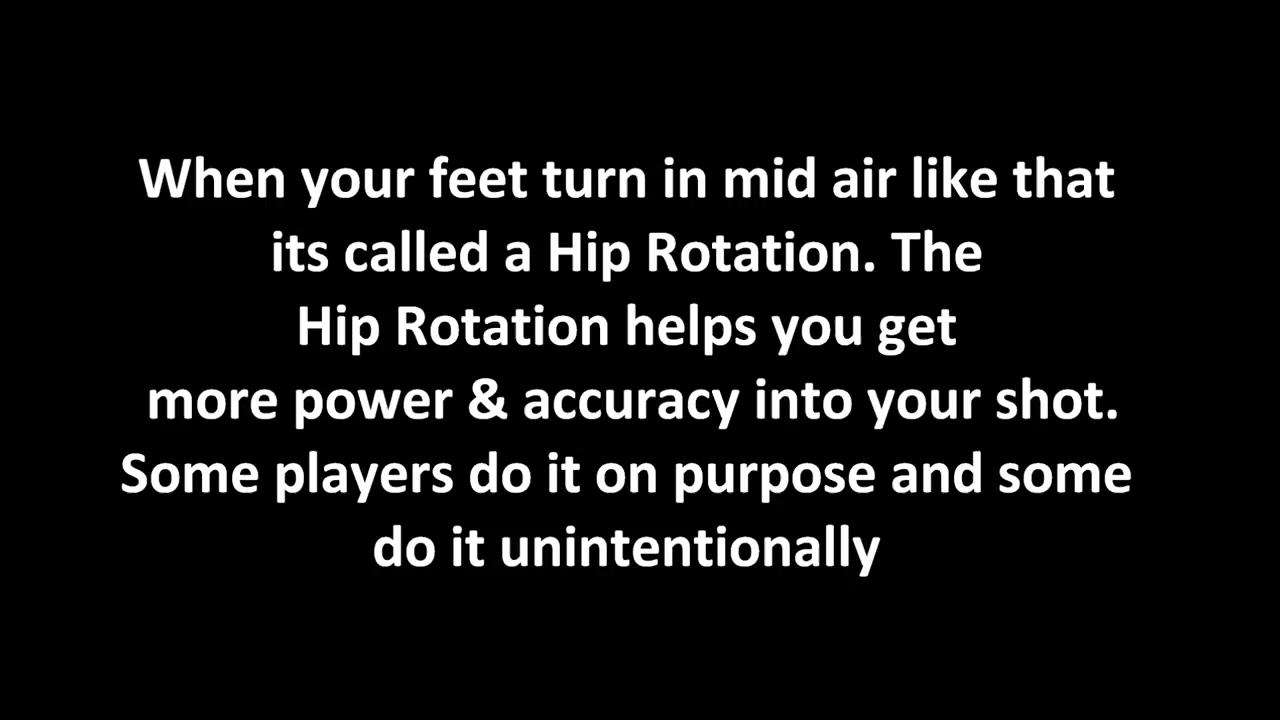 When your feet turn in mid air like that
its called a Hip Rotation. The
Hip Rotation helps you get
more power & accuracy into your shot.
Some players do it on purpose and some
do it unintentionally